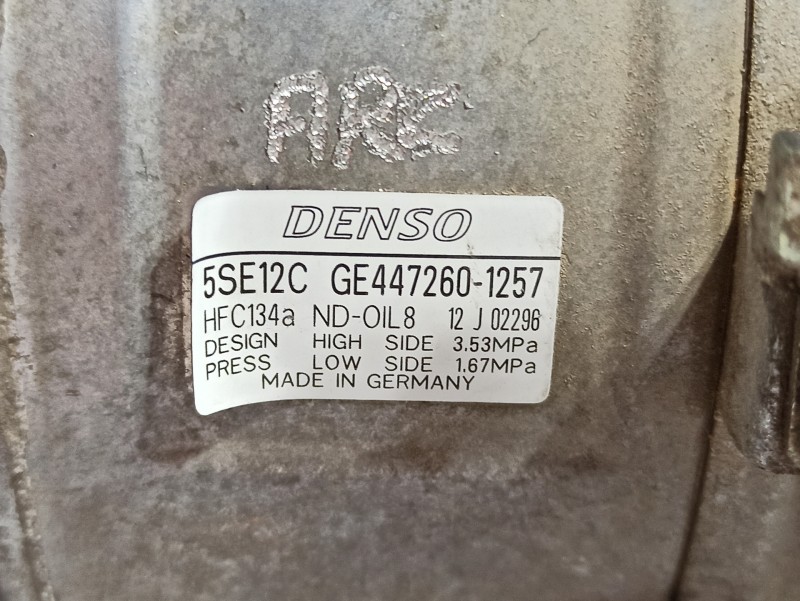 ARC
DENSO
5SE12C GE447260-1257
HFC134a ND-OIL8 12 J 02296
DESIGN HIGH SIDE 3.53MPa
PRESS LOW SIDE 1.67MPa
MADE IN GERMANY